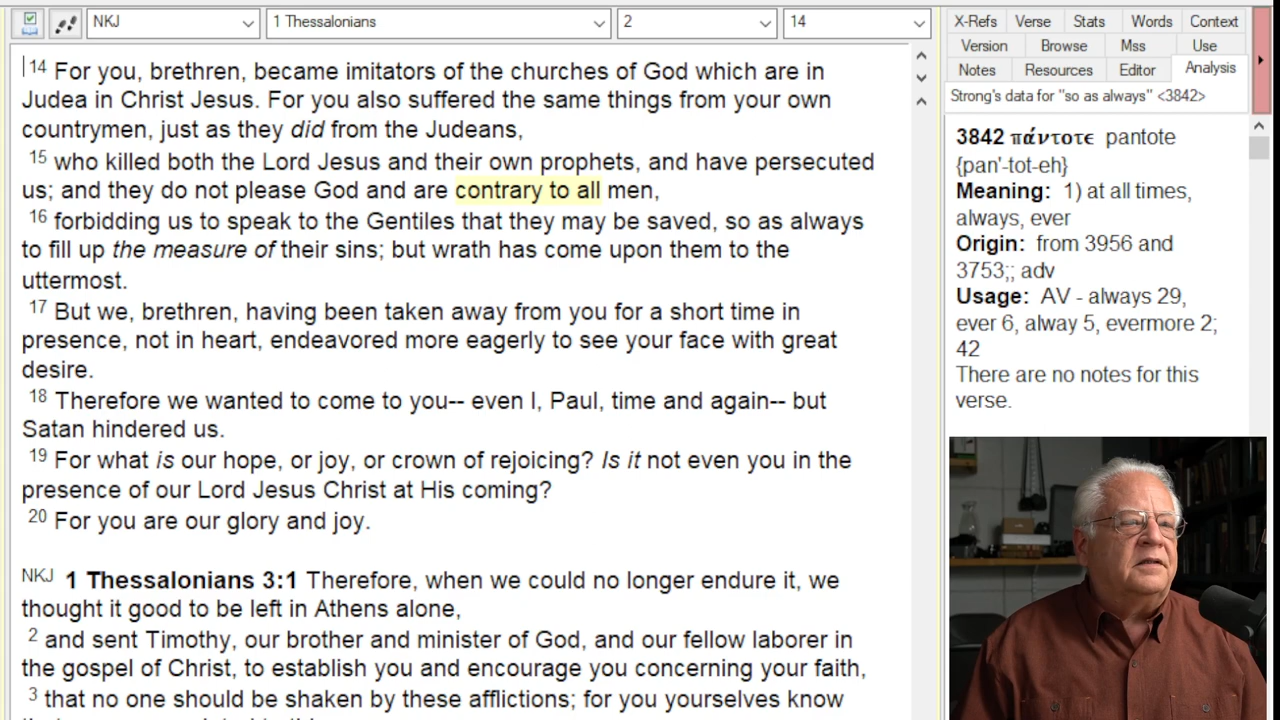 NKJ 1 Thessalonians 2 14
14 For you, brethren, became imitators of the churches of God which are in
Judea in Christ Jesus. For you also suffered the same things from your own
countrymen, just as they did from the Judeans,
15 who killed both the Lord Jesus and their own prophets, and have persecuted
us; and they do not please God and are contrary to all men,
16 forbidding us to speak to the Gentiles that they may be saved, so as always
to fill up the measure of their sins; but wrath has come upon them to the
uttermost.
17 But we, brethren, having been taken away from you for a short time in
presence, not in heart, endeavored more eagerly to see your face with great
desire.
18 Therefore we wanted to come to you-- even I, Paul, time and again-- but
Satan hindered us.
19 For what is our hope, or joy, or crown of rejoicing? Is it not even you in the
presence of our Lord Jesus Christ at His coming?
20 For you are our glory and joy.
NKJ 1 Thessalonians 3:1 Therefore, when we could no longer endure it, we
thought it good to be left in Athens alone,
2 and sent Timothy, our brother and minister of God, and our fellow laborer in
the gospel of Christ, to establish you and encourage you concerning your faith,
3 that no one should be shaken by these afflictions; for you yourselves know
X-Refs Verse Stats Words Context
Version Browse Mss Use
Notes Resources Editor Analysis
Strong's data for "so as always" <3842>
3842 πάντοτε pantote
{pan'-tot-eh}
Meaning: 1) at all times,
always, ever
Origin: from 3956 and
3753;; adv
Usage: AV - always 29,
ever 6, alway 5, evermore 2;
42
There are no notes for this
verse.